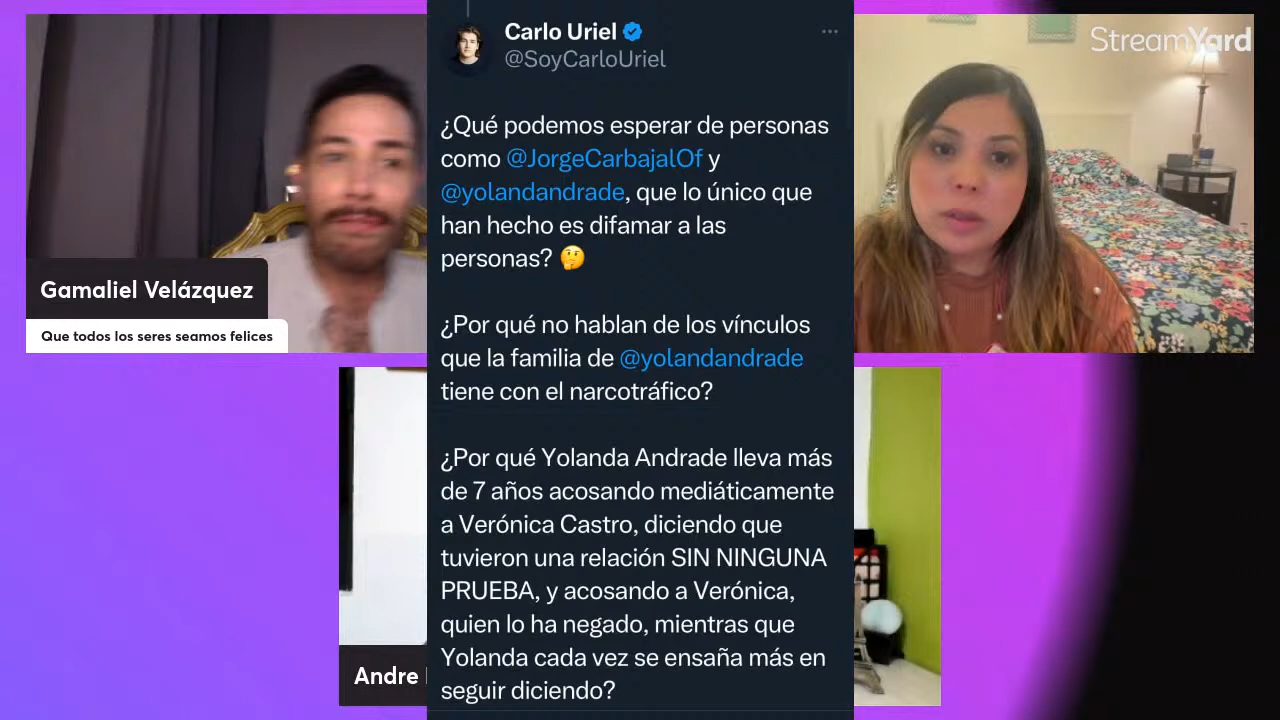 Carlo Uriel
@SoyCarloUriel
¿Qué podemos esperar de personas
como @JorgeCarbajalOf y
@yolandandrade, que lo único que
han hecho es difamar a las
personas? 🤔
¿Por qué no hablan de los vínculos
que la familia de @yolandandrade
tiene con el narcotráfico?
¿Por qué Yolanda Andrade lleva más
de 7 años acosando mediáticamente
a Verónica Castro, diciendo que
tuvieron una relación SIN NINGUNA
PRUEBA, y acosando a Verónica,
quien lo ha negado, mientras que
Yolanda cada vez se ensaña más en
seguir diciendo?
StreamYard
Gamaliel Velázquez
Que todos los seres seamos felices
Andre